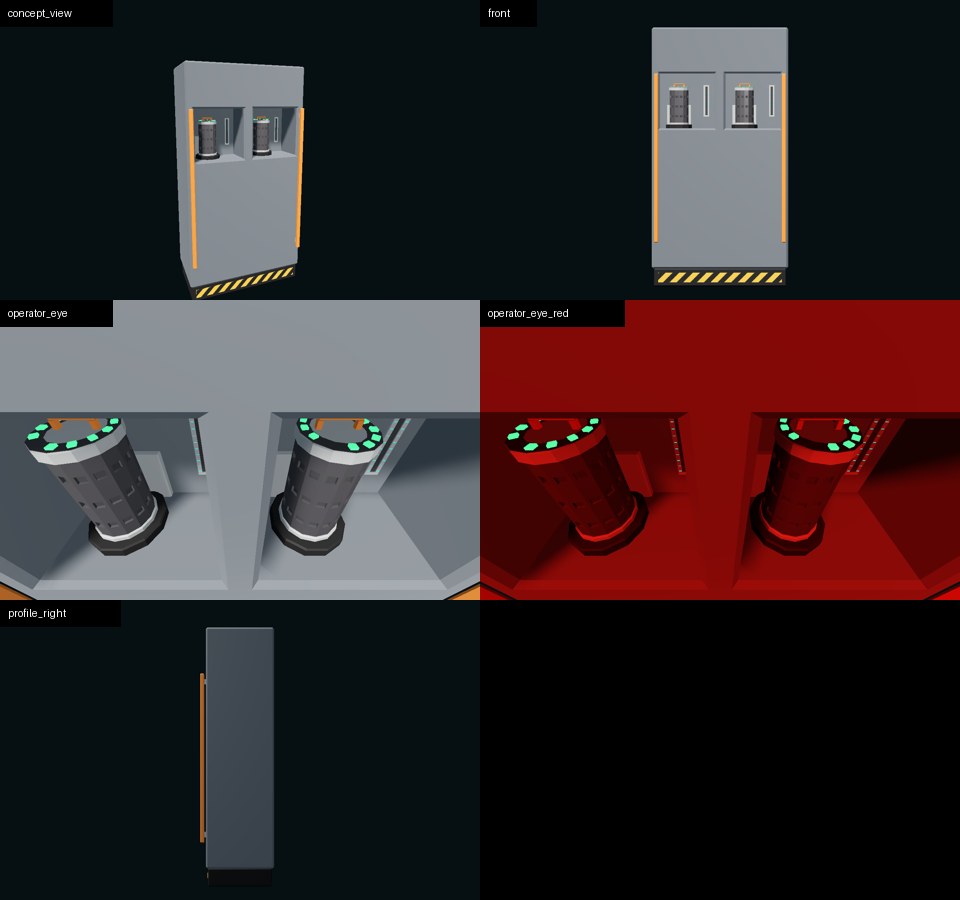 concept_view
front
operator_eye
operator_eye_red
profile_right